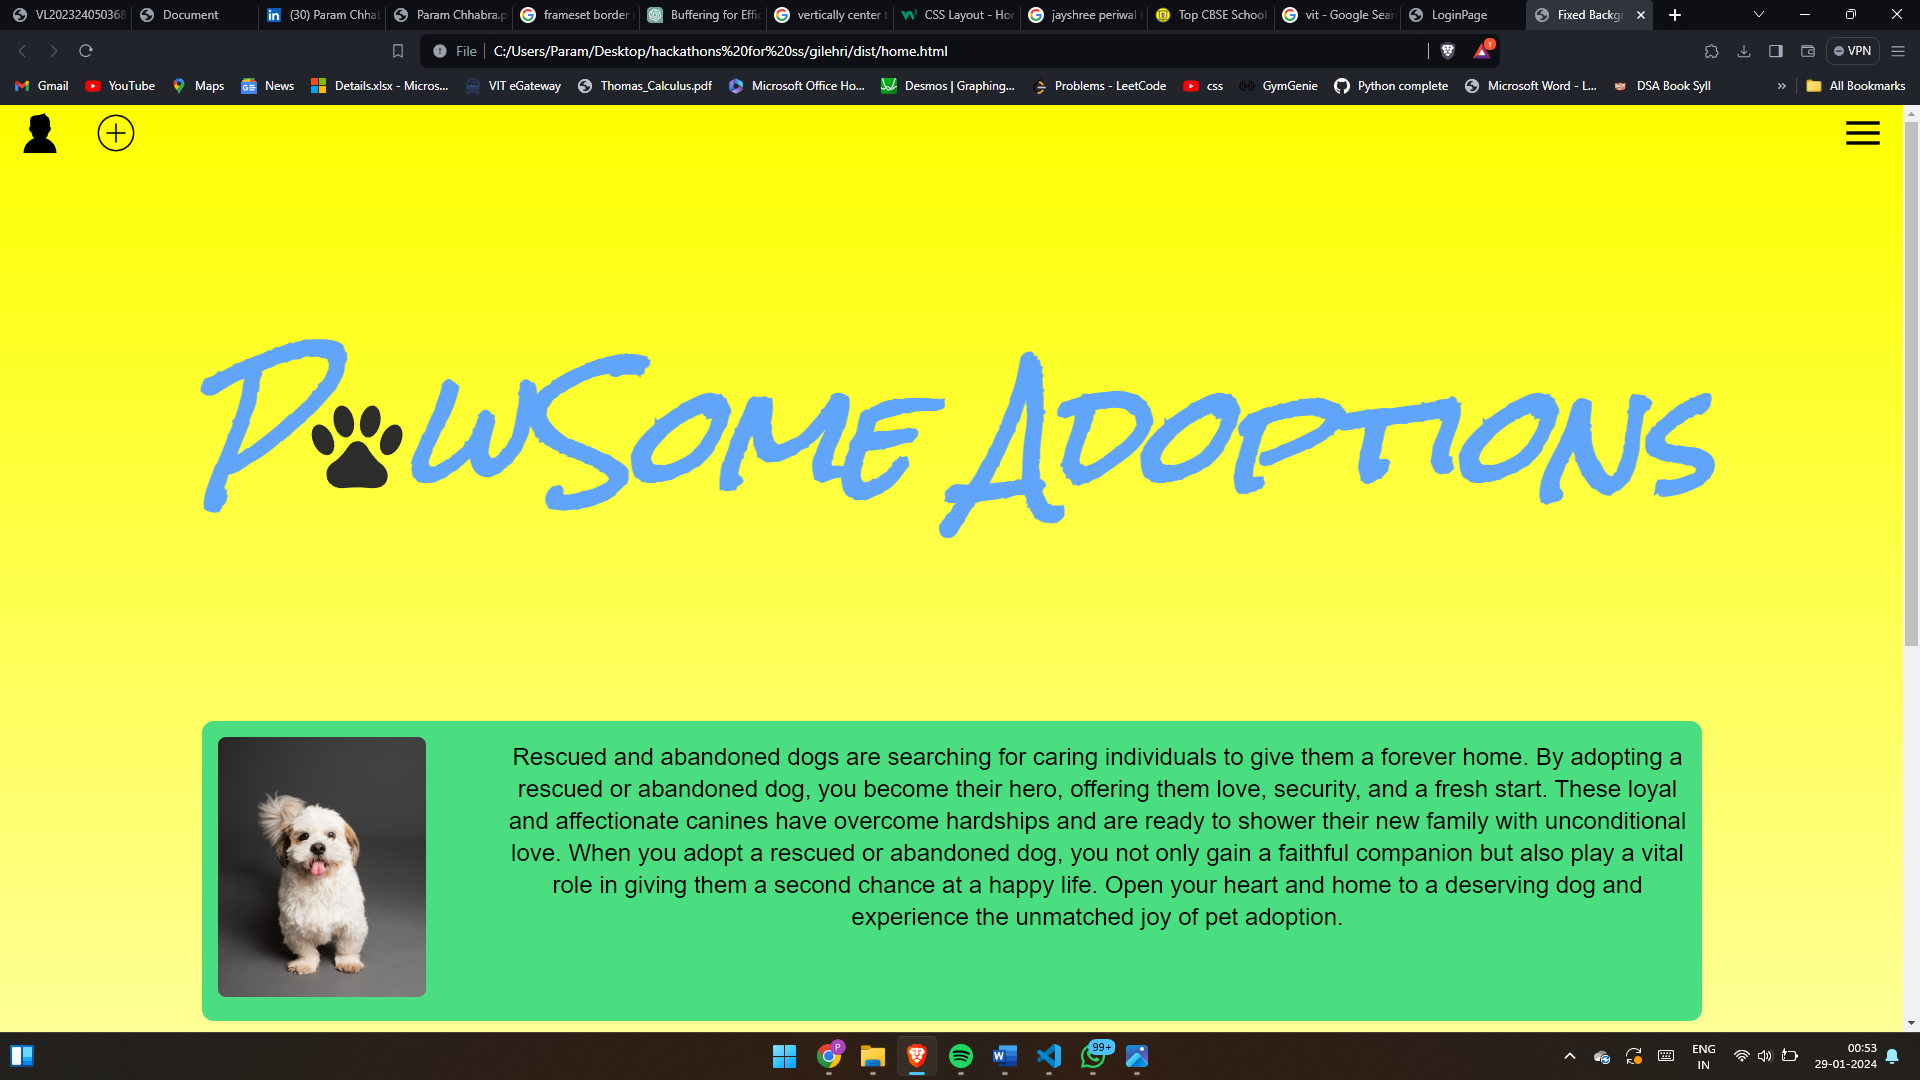 VL202324050368
Document
(30) Param Chhab
Param Chhabra.p
frameset border
Buffering for Effic
vertically center t
CSS Layout - Hor
jayshree periwal
Top CBSE School
vit - Google Sear
LoginPage
Fixed Backgr
File C:/Users/Param/Desktop/hackathons%20for%20ss/gilehri/dist/home.html
1
VPN
Gmail YouTube Maps News Details.xlsx - Micros... VIT eGateway Thomas_Calculus.pdf Microsoft Office Ho... Desmos | Graphing... Problems - LeetCode css GymGenie Python complete Microsoft Word - L... DSA Book Syll » All Bookmarks
PawSome Adoptions
Rescued and abandoned dogs are searching for caring individuals to give them a forever home. By adopting a
rescued or abandoned dog, you become their hero, offering them love, security, and a fresh start. These loyal
and affectionate canines have overcome hardships and are ready to shower their new family with unconditional
love. When you adopt a rescued or abandoned dog, you not only gain a faithful companion but also play a vital
role in giving them a second chance at a happy life. Open your heart and home to a deserving dog and
experience the unmatched joy of pet adoption.
P
99+
ENG
IN
00:53
29-01-2024